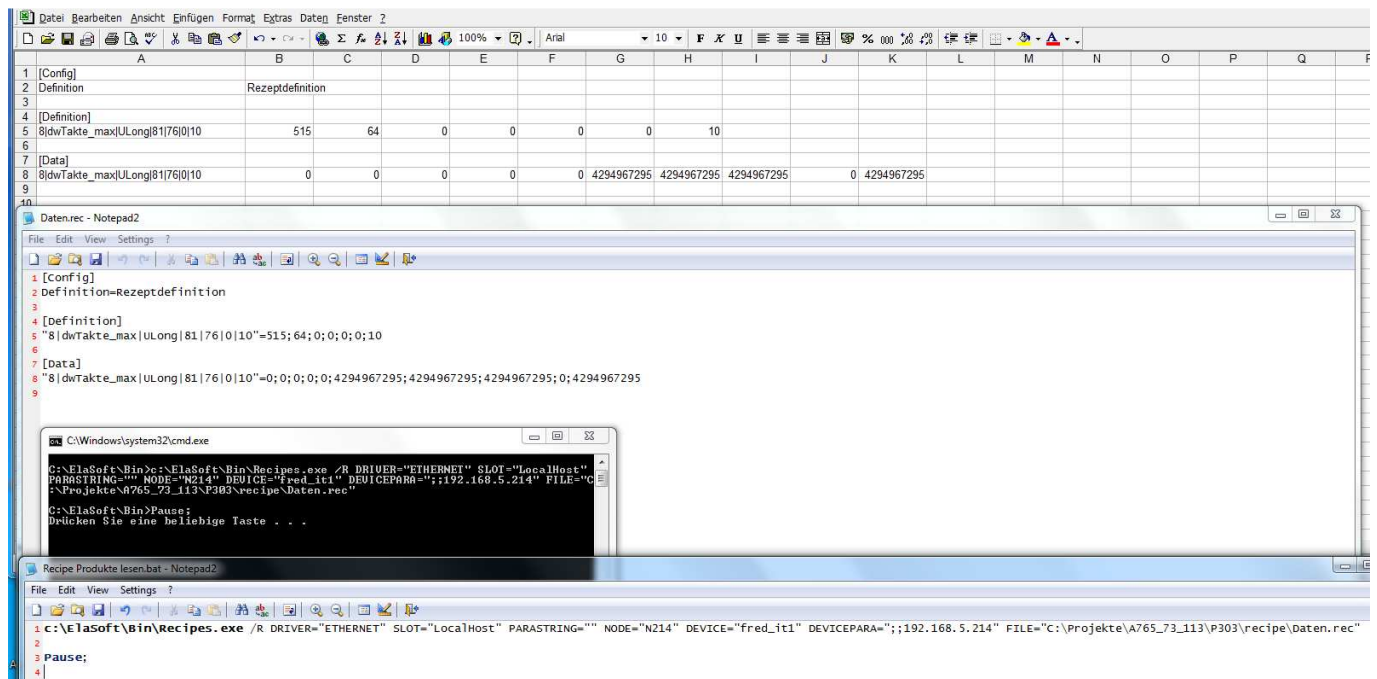 Datei Bearbeiten Ansicht Einfügen Format Extras Daten Fenster ?
100% Arial 10 F K U % 000
A B C D E F G H I J K L M N O P Q
1 [Config]
2 Definition Rezeptdefinition
3
4 [Definition]
5 8|dwTakte_max|ULong|81|76|0|10 515 64 0 0 0 0 10
6
7 [Data]
8 8|dwTakte_max|ULong|81|76|0|10 0 0 0 0 0 4294967295 4294967295 4294967295 0 4294967295
9
10
Daten.rec - Notepad2
File Edit View Settings ?
1 [Config]
2 Definition=Rezeptdefinition
3
4 [Definition]
5 "8|dwTakte_max|ULong|81|76|0|10"=515;64;0;0;0;0;10
6
7 [Data]
8 "8|dwTakte_max|ULong|81|76|0|10"=0;0;0;0;0;4294967295;4294967295;4294967295;0;4294967295
9
C:\Windows\system32\cmd.exe
C:\ElaSoft\Bin>c:\ElaSoft\Bin\Recipes.exe /R DRIVER="ETHERNET" SLOT="LocalHost"
PARASTRING="" NODE="N214" DEVICE="fred_it1" DEVICEPARA=";;192.168.5.214" FILE="C
:\Projekte\A765_73_113\P303\recipe\Daten.rec"
C:\ElaSoft\Bin>Pause;
Drücken Sie eine beliebige Taste . . .
Recipe Produkte lesen.bat - Notepad2
File Edit View Settings ?
1 c:\ElaSoft\Bin\Recipes.exe /R DRIVER="ETHERNET" SLOT="LocalHost" PARASTRING="" NODE="N214" DEVICE="fred_it1" DEVICEPARA=";;192.168.5.214" FILE="C:\Projekte\A765_73_113\P303\recipe\Daten.rec"
2
3 Pause;
4